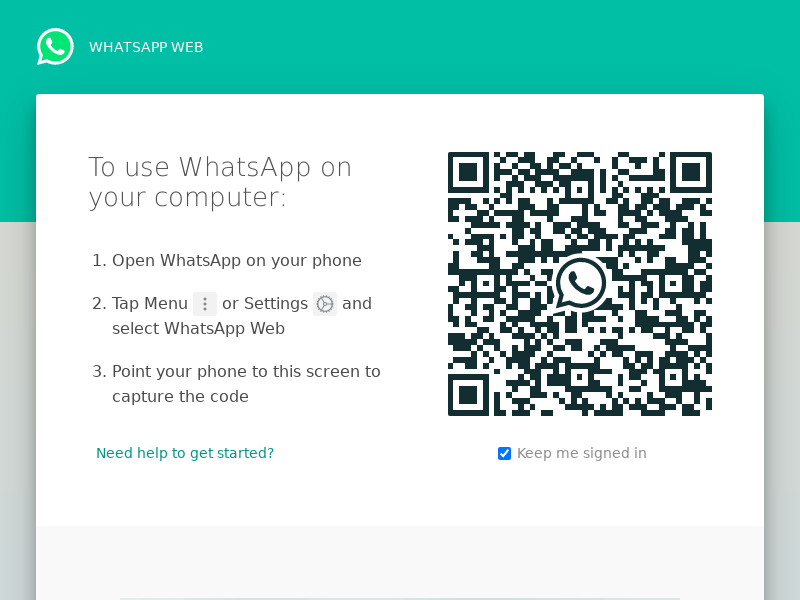 WHATSAPP WEB
To use WhatsApp on
your computer:
1. Open WhatsApp on your phone
2. Tap Menu or Settings and
select WhatsApp Web
3. Point your phone to this screen to
capture the code
Need help to get started?
Keep me signed in